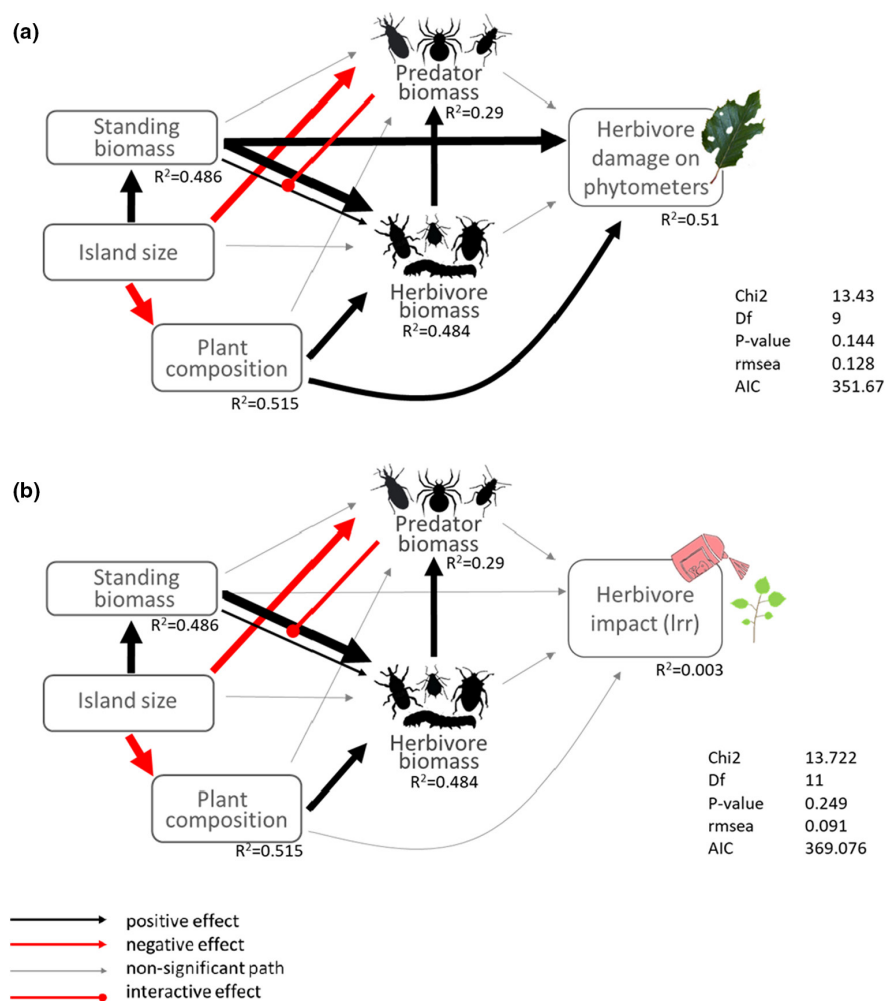 (a)
Predator
biomass
R²=0.29
Standing
biomass
R²=0.486
Herbivore
damage on
phytometers
R²=0.51
Island size
Herbivore
biomass
R²=0.484
Plant
composition
R²=0.515
Chi2 13.43
Df 9
P-value 0.144
rmsea 0.128
AIC 351.67
(b)
Predator
biomass
R²=0.29
Standing
biomass
R²=0.486
Herbivore
impact (lrr)
R²=0.003
Island size
Herbivore
biomass
R²=0.484
Plant
composition
R²=0.515
Chi2 13.722
Df 11
P-value 0.249
rmsea 0.091
AIC 369.076
positive effect
negative effect
non-significant path
interactive effect